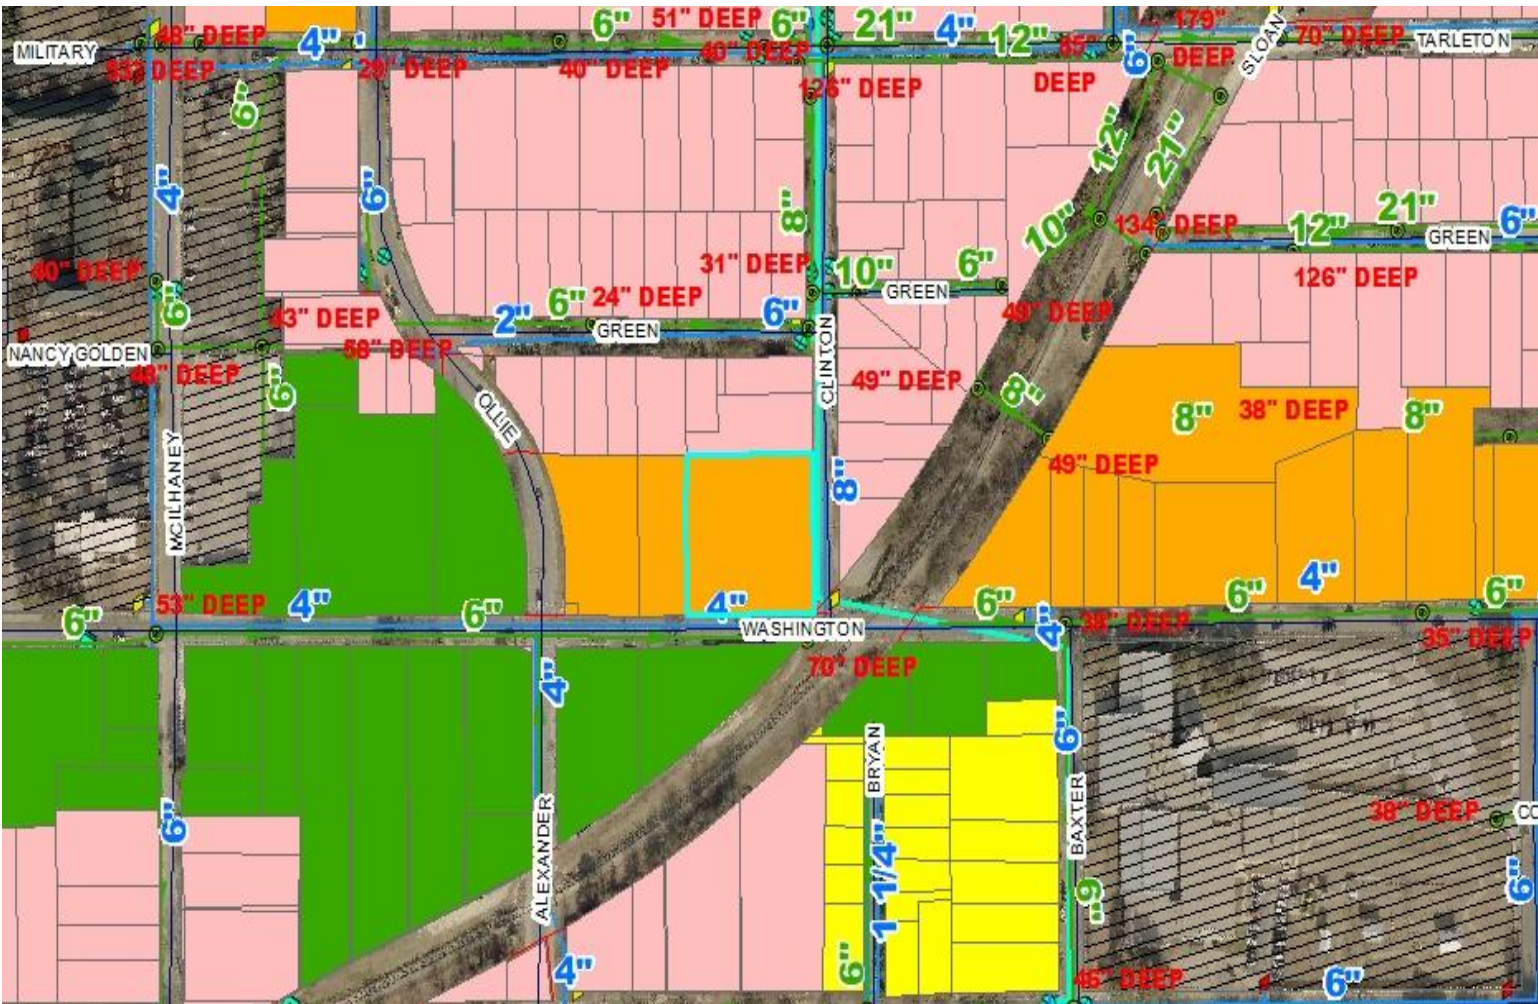 48" DEEP
4"
6"
51" DEEP
6"
21"
4"
12"
85"
DEEP
6"
179"
DEEP
SLOAN
70" DEEP
TARLETON
MILITARY
DEEP
DEEP
40" DEEP
40" DEEP
126" DEEP
6"
4"
6"
8"
12"
21"
10"
134" DEEP
12"
21"
6"
GREEN
126" DEEP
40" DEEP
6"
31" DEEP
10"
6"
GREEN
49" DEEP
43" DEEP
2"
6"
24" DEEP
GREEN
6"
CLINTON
NANCY GOLDEN
58" DEEP
48" DEEP
6"
OLLIE
49" DEEP
8"
8"
38" DEEP
8"
MCILHANEY
8"
49" DEEP
53" DEEP
4"
6"
6"
4"
WASHINGTON
6"
4"
38" DEEP
6"
4"
6"
35" DEEP
70" DEEP
4"
6"
BRYAN
6"
ALEXANDER
1 1/4"
BAXTER
38" DEEP
CO
6"
6"
4"
6"
46" DEEP
6"